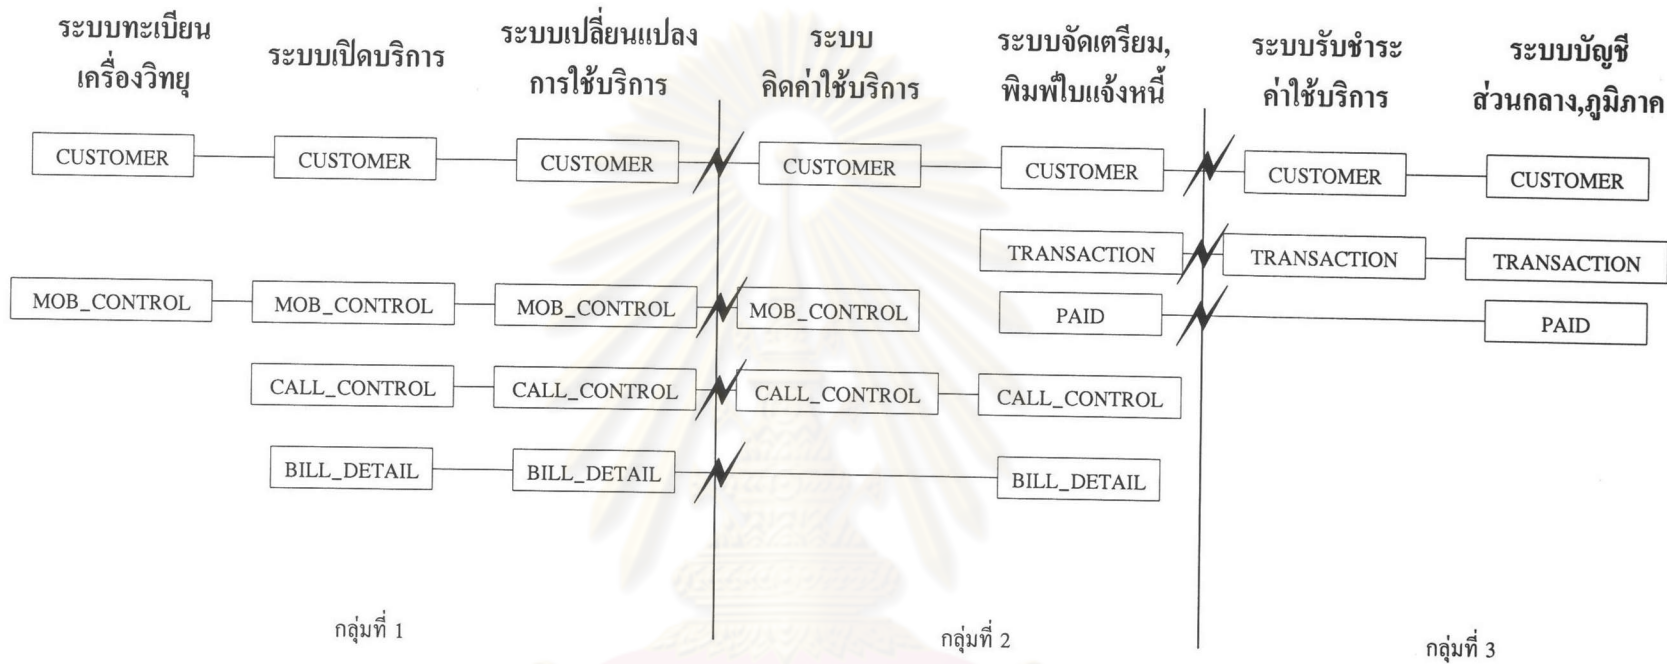 ระบบทะเบียน
เครื่องวิทยุ
ระบบเปิดบริการ
ระบบเปลี่ยนแปลง
การใช้บริการ
ระบบ
คิดค่าใช้บริการ
ระบบจัดเตรียม,
พิมพ์ใบแจ้งหนี้
ระบบรับชำระ
ค่าใช้บริการ
ระบบบัญชี
ส่วนกลาง,ภูมิภาค
CUSTOMER CUSTOMER CUSTOMER CUSTOMER CUSTOMER CUSTOMER CUSTOMER
TRANSACTION TRANSACTION TRANSACTION
MOB_CONTROL MOB_CONTROL MOB_CONTROL MOB_CONTROL PAID PAID
CALL_CONTROL CALL_CONTROL CALL_CONTROL CALL_CONTROL
BILL_DETAIL BILL_DETAIL BILL_DETAIL
กลุ่มที่ 1 กลุ่มที่ 2 กลุ่มที่ 3